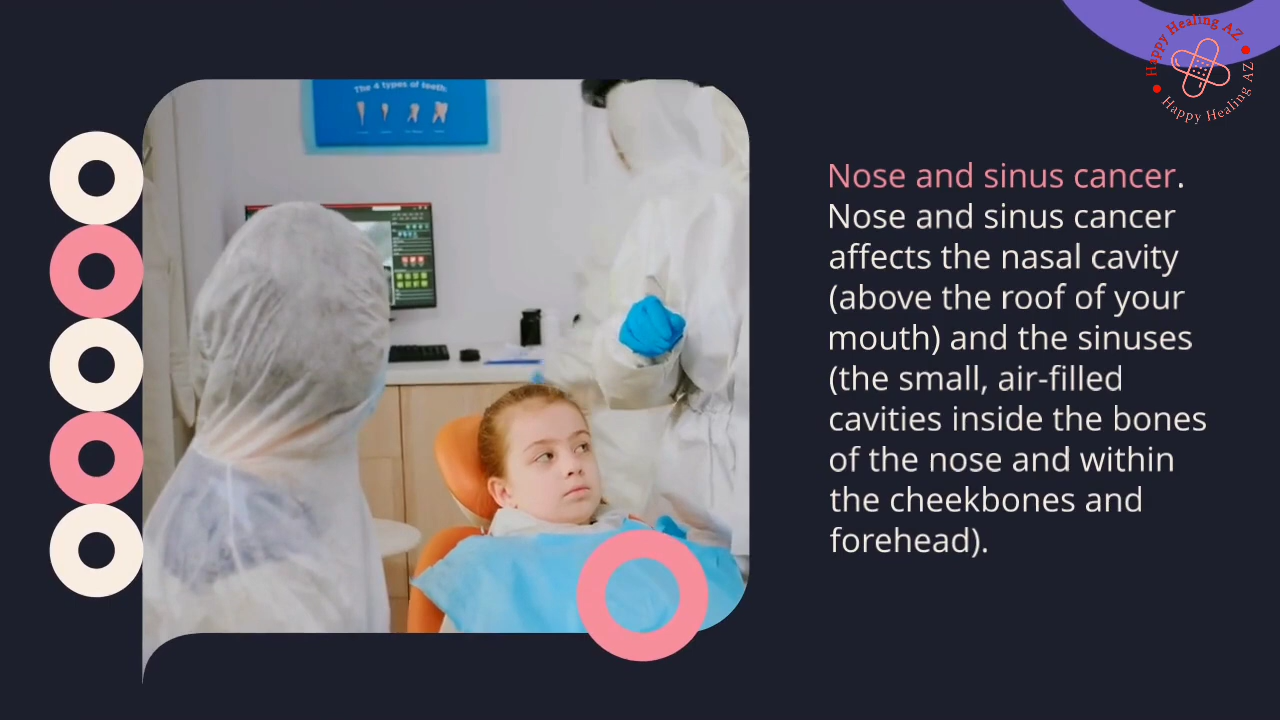 The 4 types of teeth:
Happy Healing AZ
Happy Healing AZ
Nose and sinus cancer.
Nose and sinus cancer
affects the nasal cavity
(above the roof of your
mouth) and the sinuses
(the small, air-filled
cavities inside the bones
of the nose and within
the cheekbones and
forehead).